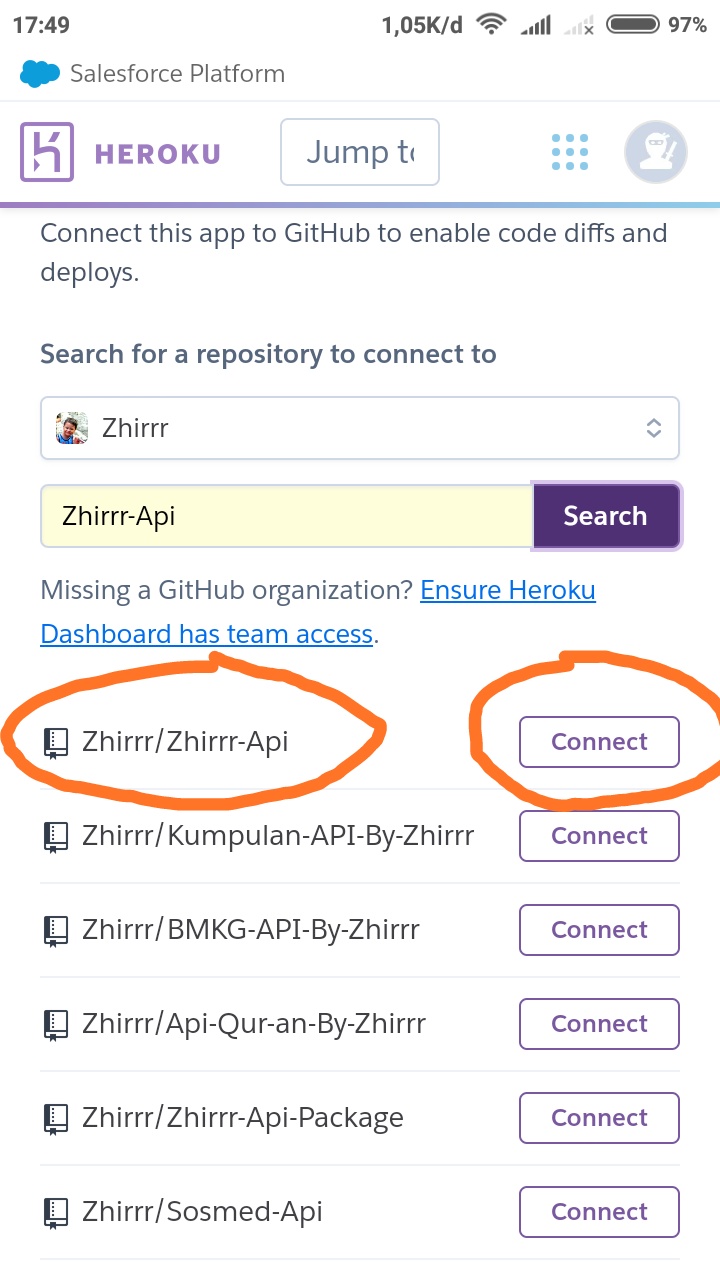 17:49 1,05K/d 97%
Salesforce Platform
HEROKU Jump to
Connect this app to GitHub to enable code diffs and
deploys.
Search for a repository to connect to
Zhirrr
Zhirrr-Api Search
Missing a GitHub organization? Ensure Heroku
Dashboard has team access.
Zhirrr/Zhirrr-Api Connect
Zhirrr/Kumpulan-API-By-Zhirrr Connect
Zhirrr/BMKG-API-By-Zhirrr Connect
Zhirrr/Api-Qur-an-By-Zhirrr Connect
Zhirrr/Zhirrr-Api-Package Connect
Zhirrr/Sosmed-Api Connect